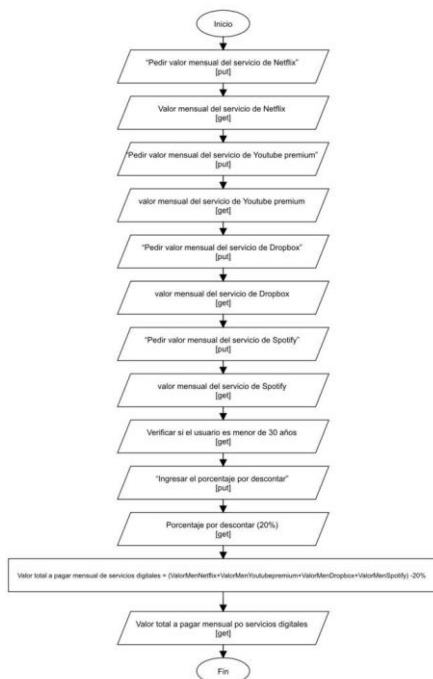 Inicio
“Pedir valor mensual del servicio de Netflix”
[put]
Valor mensual del servicio de Netflix
[get]
“Pedir valor mensual del servicio de Youtube premium”
[put]
valor mensual del servicio de Youtube premium
[get]
“Pedir valor mensual del servicio de Dropbox”
[put]
valor mensual del servicio de Dropbox
[get]
“Pedir valor mensual del servicio de Spotify”
[put]
valor mensual del servicio de Spotify
[get]
Verificar si el usuario es menor de 30 años
[get]
“Ingresar el porcentaje por descontar”
[put]
Porcentaje por descontar (20%)
[get]
Valor total a pagar mensual de servicios digitales = (ValorMenNetflix+ValorMenYoutubepremium+ValorMenDropbox+ValorMenSpotify) -20%
Valor total a pagar mensual po servicios digitales
[get]
Fin